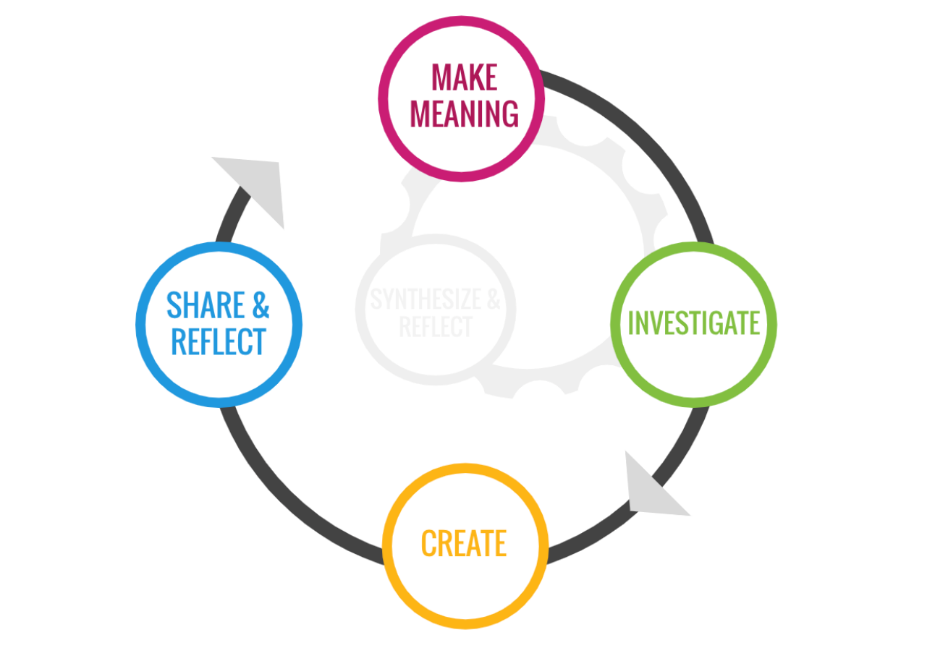 MAKE
MEANING
SYNTHESIZE &
REFLECT
SHARE &
REFLECT
INVESTIGATE
CREATE